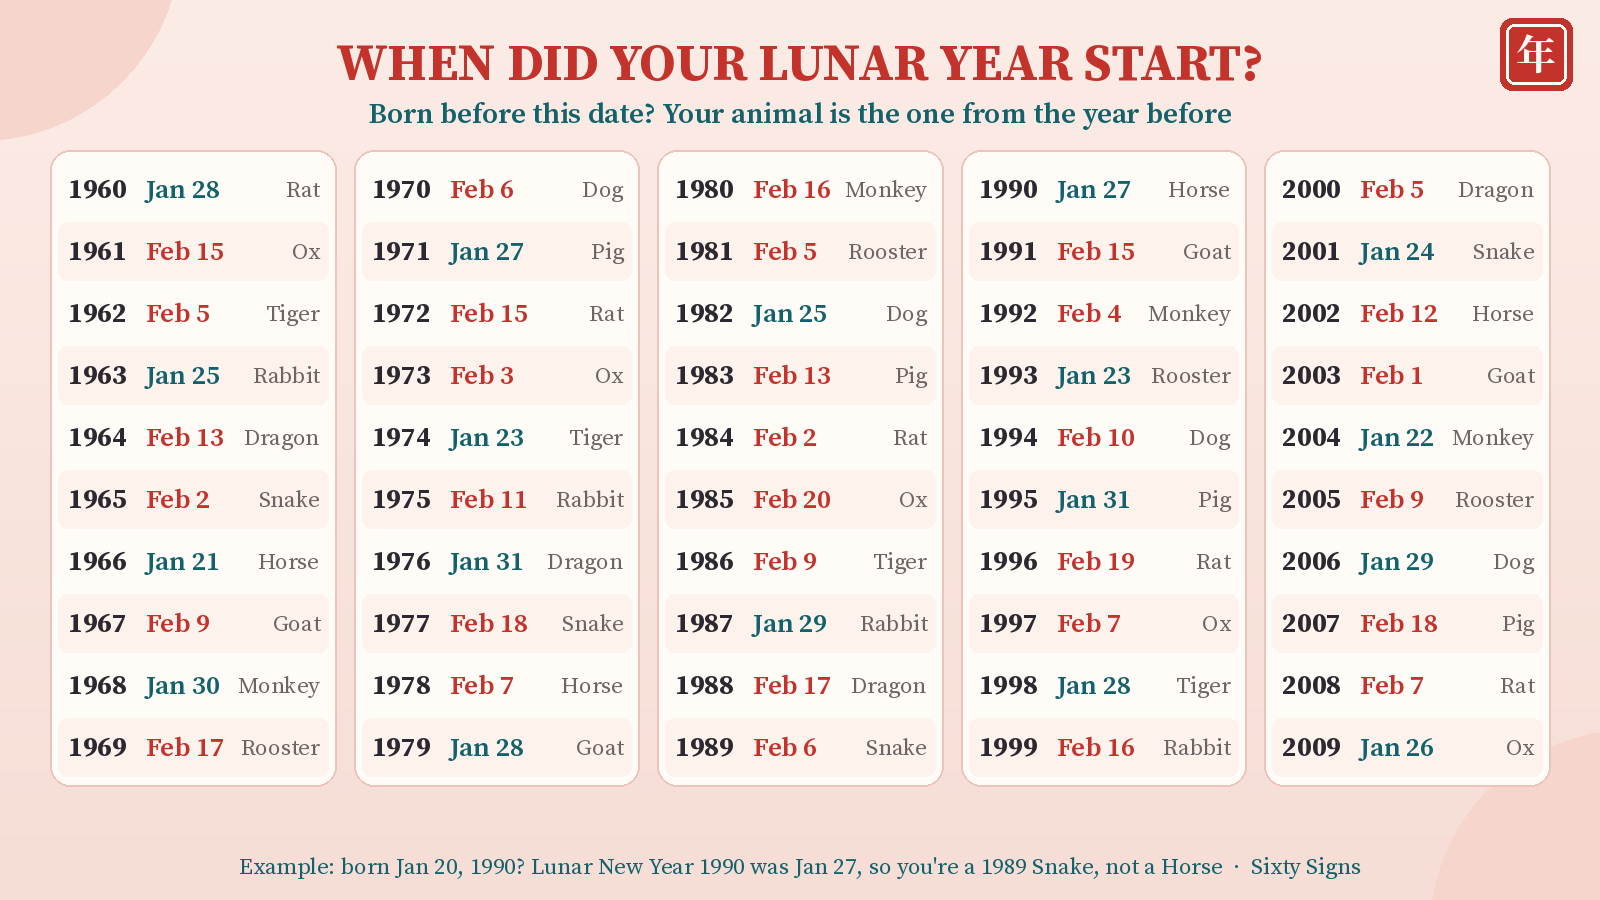 WHEN DID YOUR LUNAR YEAR START?
年
Born before this date? Your animal is the one from the year before
1960 Jan 28 Rat
1961 Feb 15 Ox
1962 Feb 5 Tiger
1963 Jan 25 Rabbit
1964 Feb 13 Dragon
1965 Feb 2 Snake
1966 Jan 21 Horse
1967 Feb 9 Goat
1968 Jan 30 Monkey
1969 Feb 17 Rooster
1970 Feb 6 Dog
1971 Jan 27 Pig
1972 Feb 15 Rat
1973 Feb 3 Ox
1974 Jan 23 Tiger
1975 Feb 11 Rabbit
1976 Jan 31 Dragon
1977 Feb 18 Snake
1978 Feb 7 Horse
1979 Jan 28 Goat
1980 Feb 16 Monkey
1981 Feb 5 Rooster
1982 Jan 25 Dog
1983 Feb 13 Pig
1984 Feb 2 Rat
1985 Feb 20 Ox
1986 Feb 9 Tiger
1987 Jan 29 Rabbit
1988 Feb 17 Dragon
1989 Feb 6 Snake
1990 Jan 27 Horse
1991 Feb 15 Goat
1992 Feb 4 Monkey
1993 Jan 23 Rooster
1994 Feb 10 Dog
1995 Jan 31 Pig
1996 Feb 19 Rat
1997 Feb 7 Ox
1998 Jan 28 Tiger
1999 Feb 16 Rabbit
2000 Feb 5 Dragon
2001 Jan 24 Snake
2002 Feb 12 Horse
2003 Feb 1 Goat
2004 Jan 22 Monkey
2005 Feb 9 Rooster
2006 Jan 29 Dog
2007 Feb 18 Pig
2008 Feb 7 Rat
2009 Jan 26 Ox
Example: born Jan 20, 1990? Lunar New Year 1990 was Jan 27, so you're a 1989 Snake, not a Horse · Sixty Signs